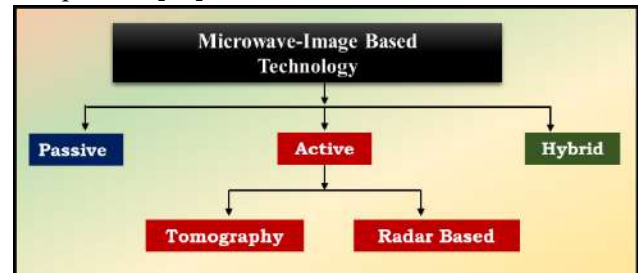 Microwave-Image Based
Technology
Passive
Active
Hybrid
Tomography
Radar Based